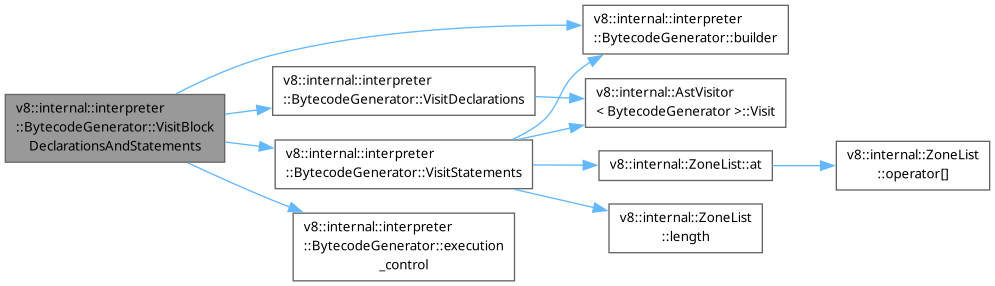 v8::internal::interpreter
::BytecodeGenerator::VisitBlock
DeclarationsAndStatements
v8::internal::interpreter
::BytecodeGenerator::builder
v8::internal::interpreter
::BytecodeGenerator::VisitDeclarations
v8::internal::AstVisitor
< BytecodeGenerator >::Visit
v8::internal::interpreter
::BytecodeGenerator::VisitStatements
v8::internal::ZoneList::at
v8::internal::ZoneList
::operator[]
v8::internal::ZoneList
::length
v8::internal::interpreter
::BytecodeGenerator::execution
_control